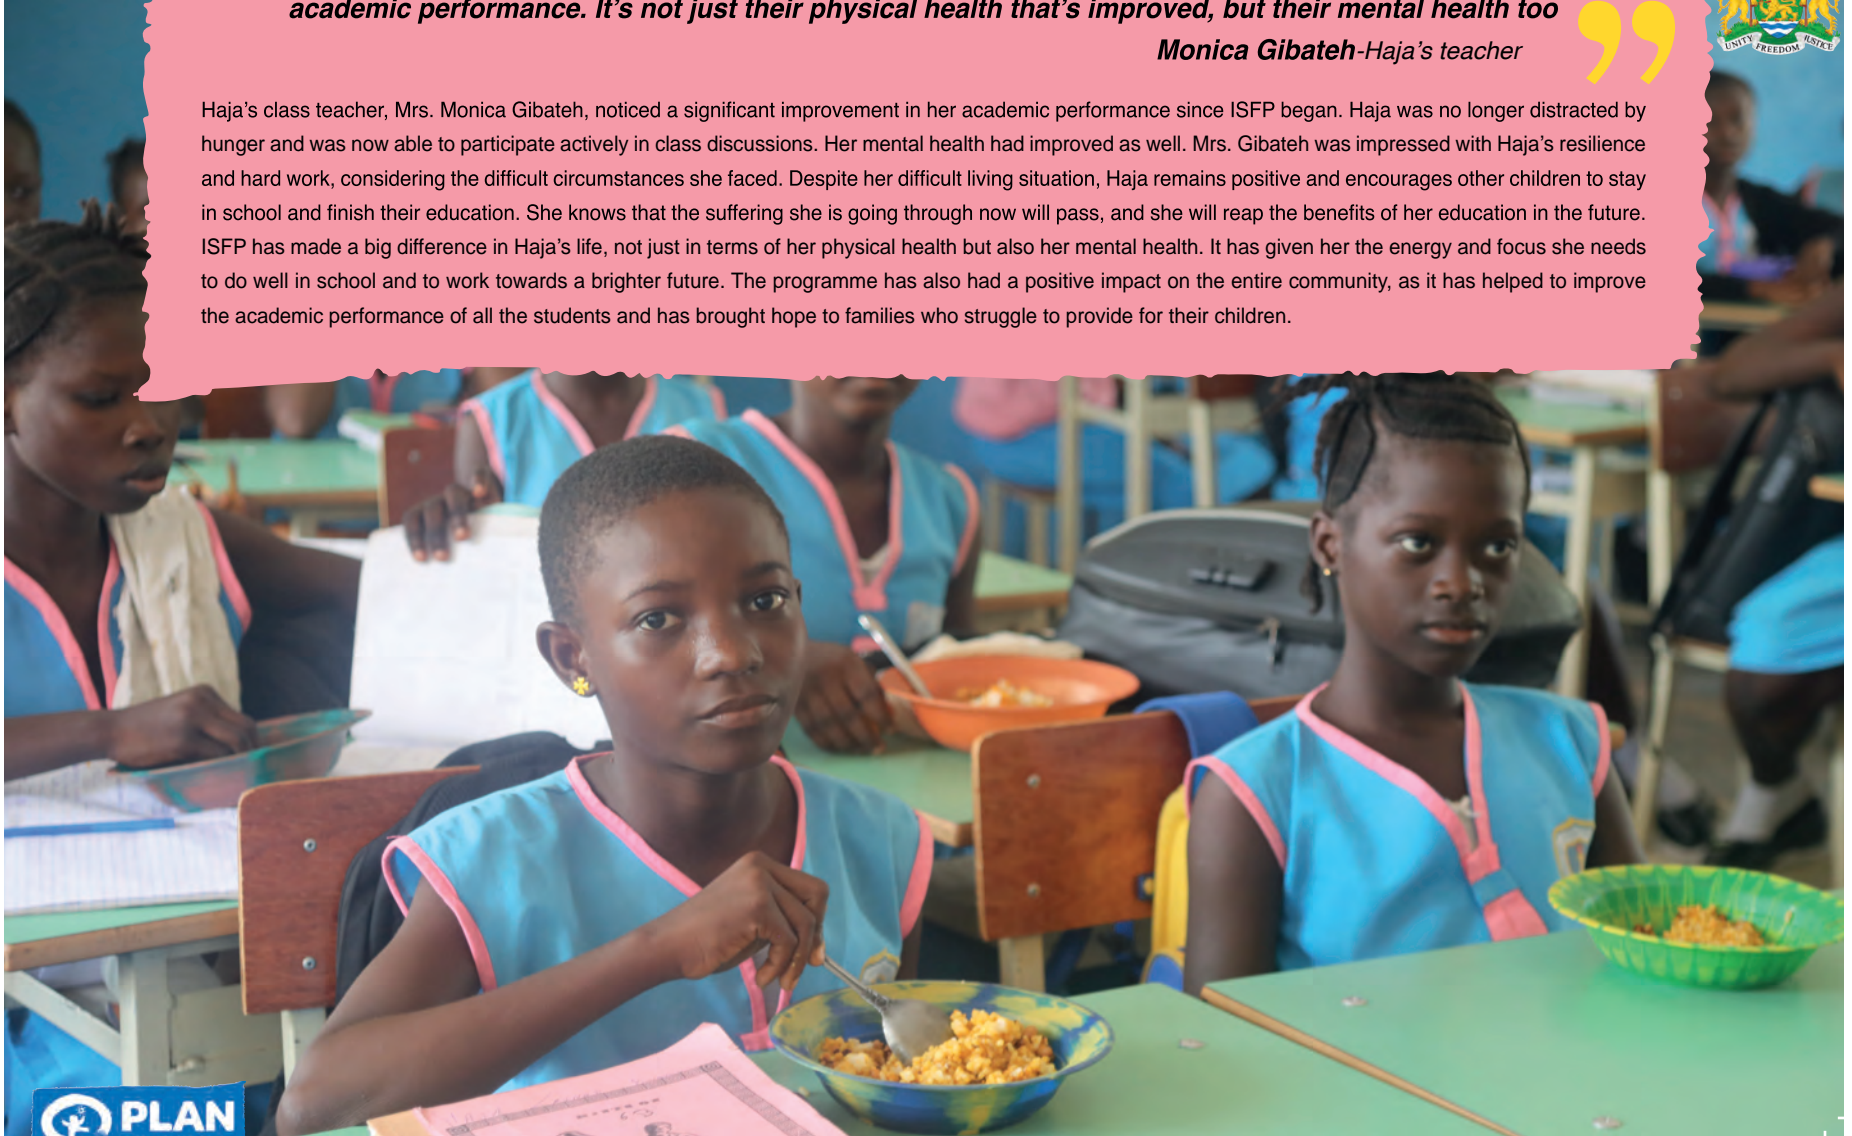 academic performance. It's not just their physical health that's improved, but their mental health too
Monica Gibateh-Haja's teacher
”
UNITY FREEDOM JUSTICE
Haja's class teacher, Mrs. Monica Gibateh, noticed a significant improvement in her academic performance since ISFP began. Haja was no longer distracted by
hunger and was now able to participate actively in class discussions. Her mental health had improved as well. Mrs. Gibateh was impressed with Haja's resilience
and hard work, considering the difficult circumstances she faced. Despite her difficult living situation, Haja remains positive and encourages other children to stay
in school and finish their education. She knows that the suffering she is going through now will pass, and she will reap the benefits of her education in the future.
ISFP has made a big difference in Haja's life, not just in terms of her physical health but also her mental health. It has given her the energy and focus she needs
to do well in school and to work towards a brighter future. The programme has also had a positive impact on the entire community, as it has helped to improve
the academic performance of all the students and has brought hope to families who struggle to provide for their children.
PLAN